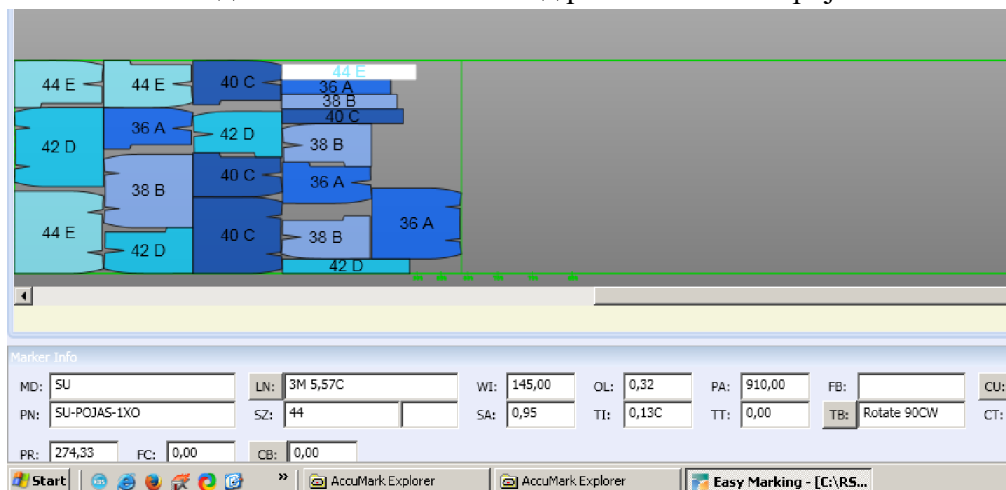 44 E 44 E 40 C 44 E
36 A
38 B
40 C
42 D 36 A 42 D 38 B
38 B 40 C 36 A
44 E 42 D 40 C 38 B 36 A
42 D
Marker Info
MD: SU LN: 3M 5,57C WI: 145,00 OL: 0,32 PA: 910,00 FB: CU:
PN: SU-POJAS-1XO SZ: 44 SA: 0,95 TI: 0,13C TT: 0,00 TB: Rotate 90CW CT:
PR: 274,33 FC: 0,00 CB: 0,00
Start » AccuMark Explorer AccuMark Explorer Easy Marking - [C:\RS...